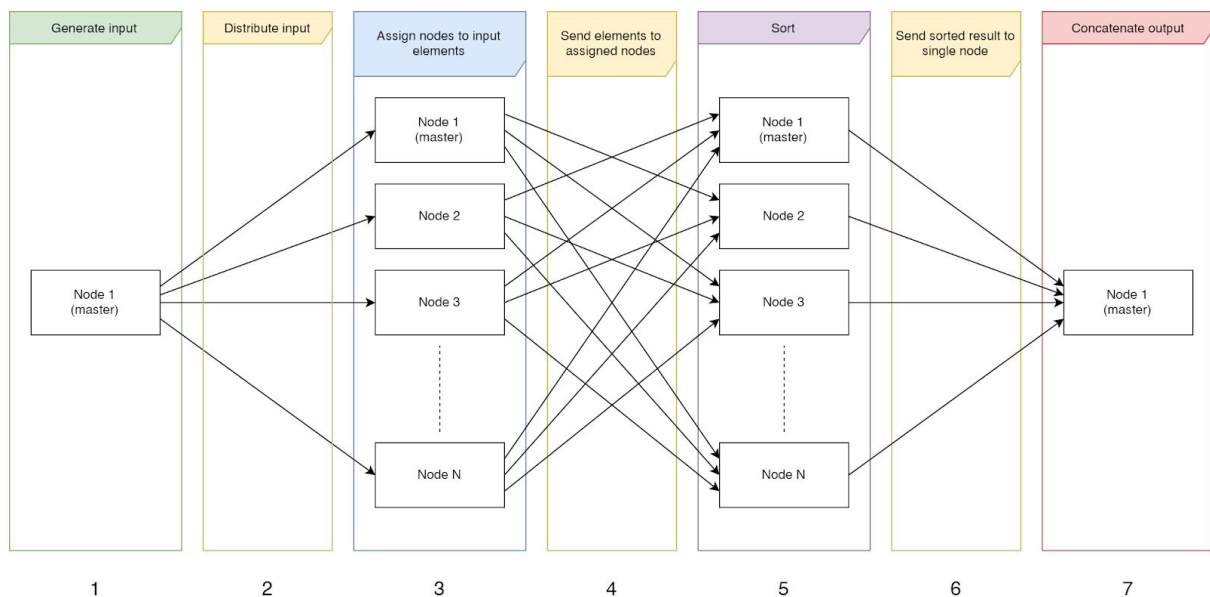 Generate input
Distribute input
Assign nodes to input
elements
Send elements to
assigned nodes
Sort
Send sorted result to
single node
Concatenate output
Node 1
(master)
Node 1
(master)
Node 2
Node 3
Node N
Node 1
(master)
Node 2
Node 3
Node N
Node 1
(master)
1
2
3
4
5
6
7